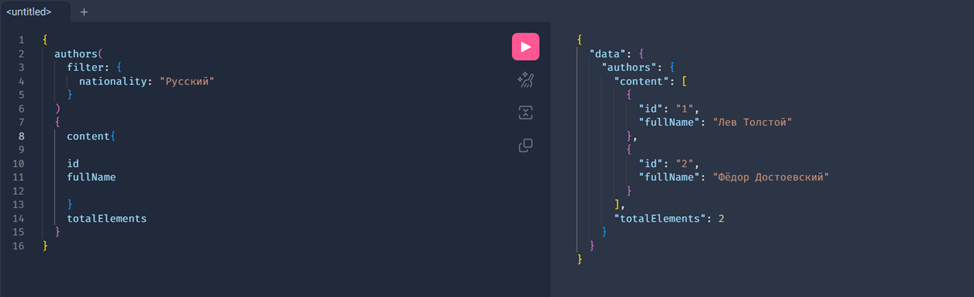 <untitled>
+
1 {
2 authors(
3 filter: {
4 nationality: "Русский"
5 }
6 )
7 {
8 content{
9
10 id
11 fullName
12
13 }
14 totalElements
15 }
16 }
{
"data": {
"authors": {
"content": [
{
"id": "1",
"fullName": "Лев Толстой"
},
{
"id": "2",
"fullName": "Фёдор Достоевский"
}
],
"totalElements": 2
}
}
}